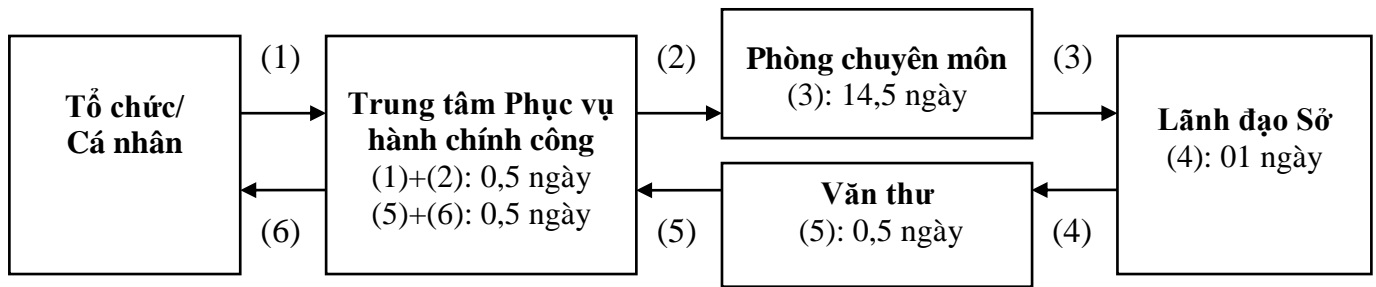 (1)
(2)
(3)
Tổ chức/
Cá nhân
Trung tâm Phục vụ
hành chính công
(1)+(2): 0,5 ngày
(5)+(6): 0,5 ngày
Phòng chuyên môn
(3): 14,5 ngày
Lãnh đạo Sở
(4): 01 ngày
Văn thư
(5): 0,5 ngày
(6)
(5)
(4)